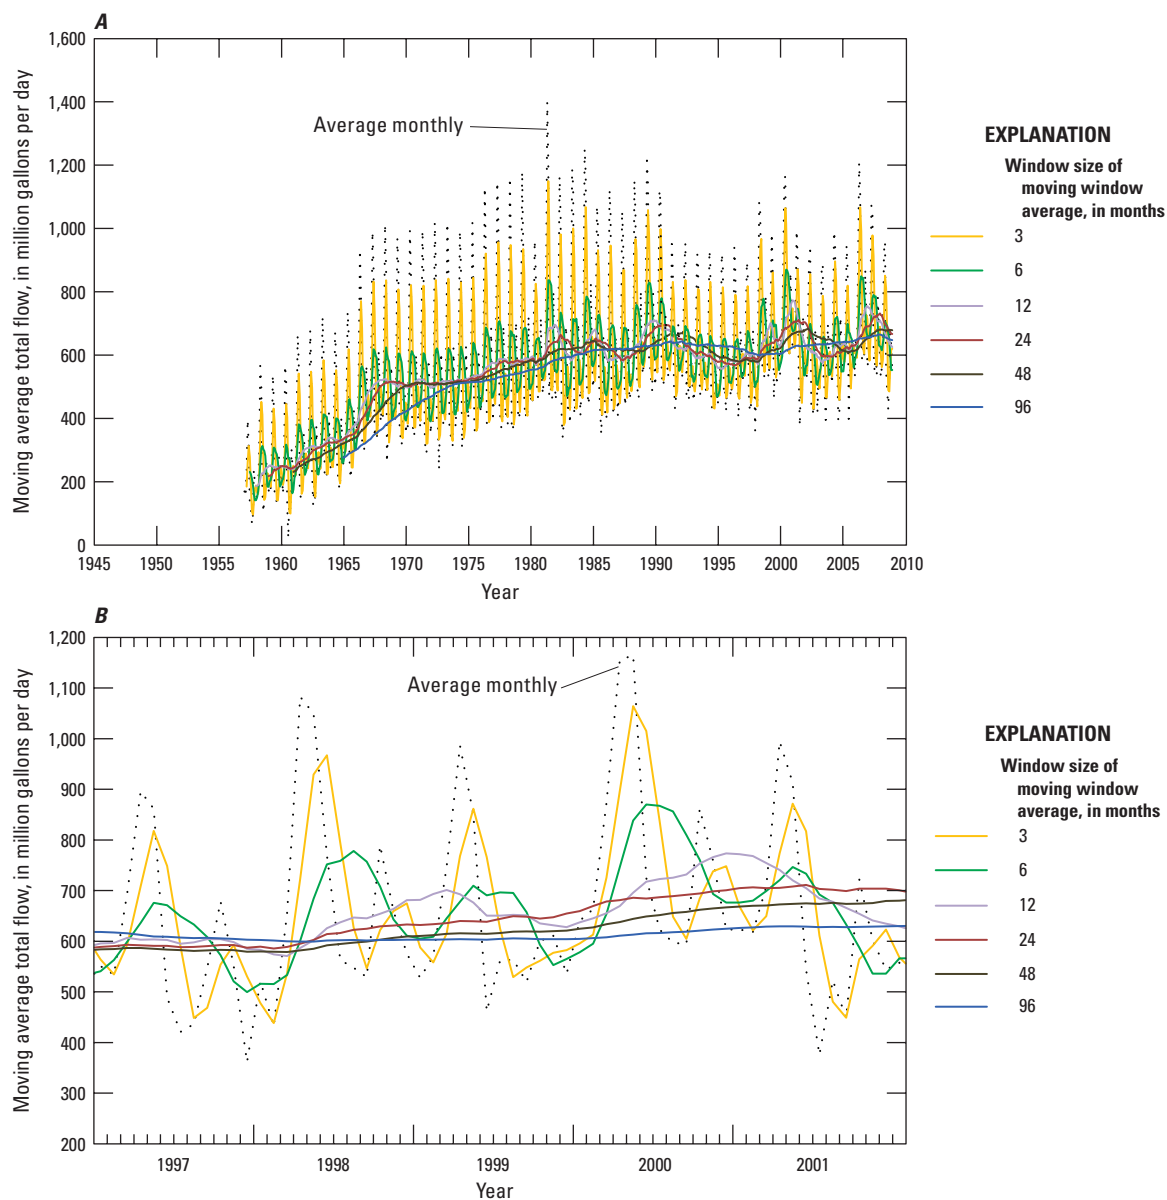 A
1,600
1,400
1,200
1,000
800
600
400
200
0
Moving average total flow, in million gallons per day
Average monthly
1945 1950 1955 1960 1965 1970 1975 1980 1985 1990 1995 2000 2005 2010
Year
EXPLANATION
Window size of
moving window
average, in months
3
6
12
24
48
96
B
1,200
1,100
1,000
900
800
700
600
500
400
300
200
Moving average total flow, in million gallons per day
Average monthly
1997 1998 1999 2000 2001
Year
EXPLANATION
Window size of
moving window
average, in months
3
6
12
24
48
96